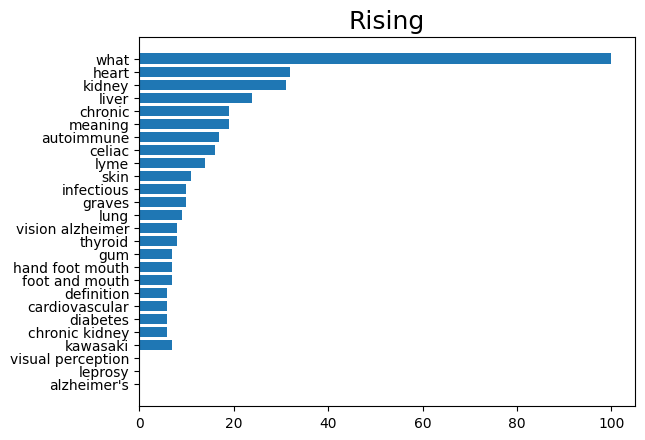 Rising
what
heart
kidney
liver
chronic
meaning
autoimmune
celiac
lyme
skin
infectious
graves
lung
vision alzheimer
thyroid
gum
hand foot mouth
foot and mouth
definition
cardiovascular
diabetes
chronic kidney
kawasaki
visual perception
leprosy
alzheimer's
0 20 40 60 80 100